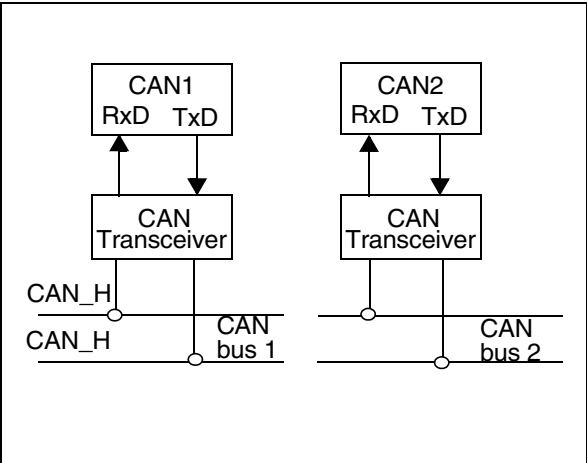 CAN1
RxD TxD
CAN
Transceiver
CAN_H
CAN_H
CAN
bus 1
CAN2
RxD TxD
CAN
Transceiver
CAN
bus 2